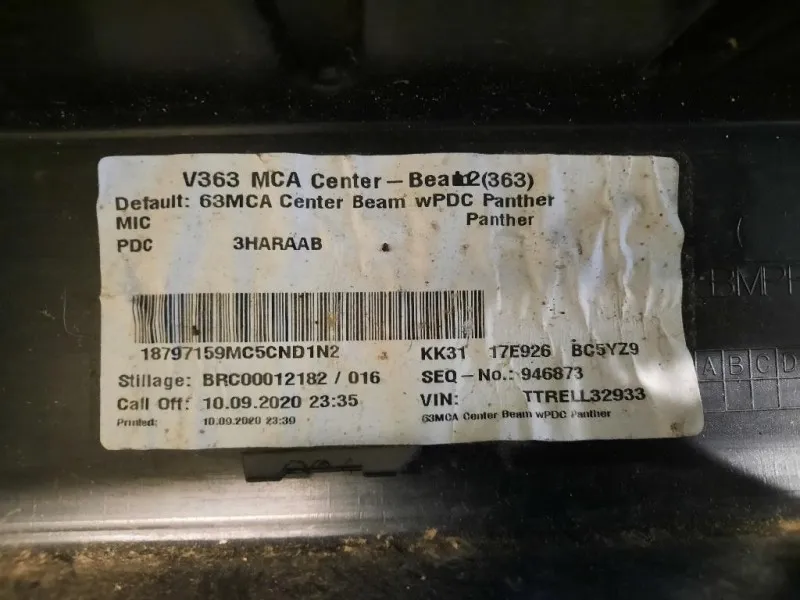 V363 MCA Center-Beam2(363)
Default: 63MCA Center Beam wPDC Panther
MIC Panther
PDC 3HARAAB
18797159MC5CND1N2 KK31 17E926 BC5YZ9
Stillage: BRC00012182 / 016 SEQ-No.: 946873
Call Off: 10.09.2020 23:35 VIN: TTRELL32933
Printed: 10.09.2020 23:30 63MCA Center Beam wPDC Panther
A B C D